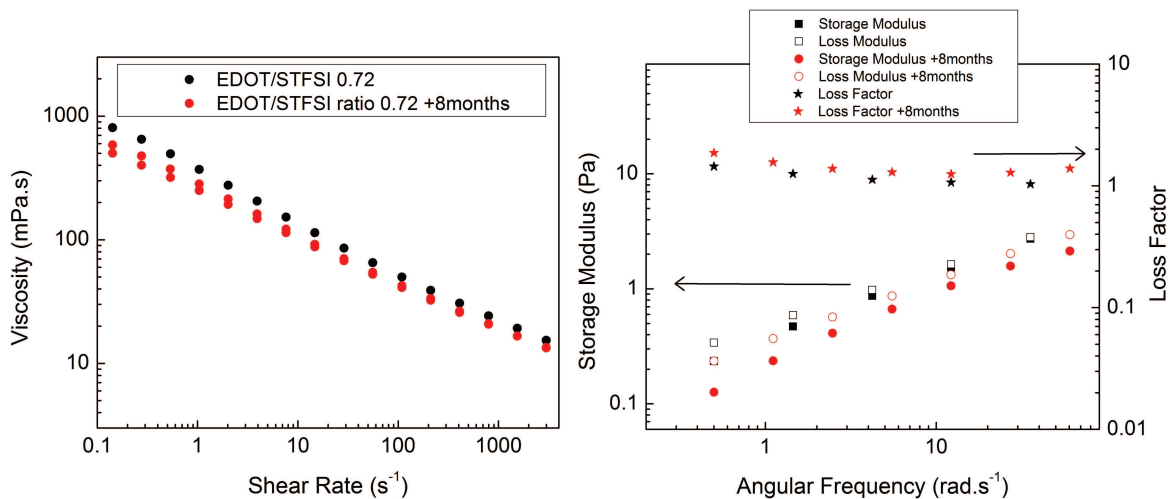 EDOT/STFSI 0.72
EDOT/STFSI ratio 0.72 +8months
1000
100
10
Viscosity (mPa.s)
0.1 1 10 100 1000
Shear Rate (s⁻¹)
Storage Modulus
Loss Modulus
Storage Modulus +8months
Loss Modulus +8months
Loss Factor
Loss Factor +8months
10
1
0.1
Storage Modulus (Pa)
10
1
0.1
0.01
Loss Factor
1 10
Angular Frequency (rad.s⁻¹)